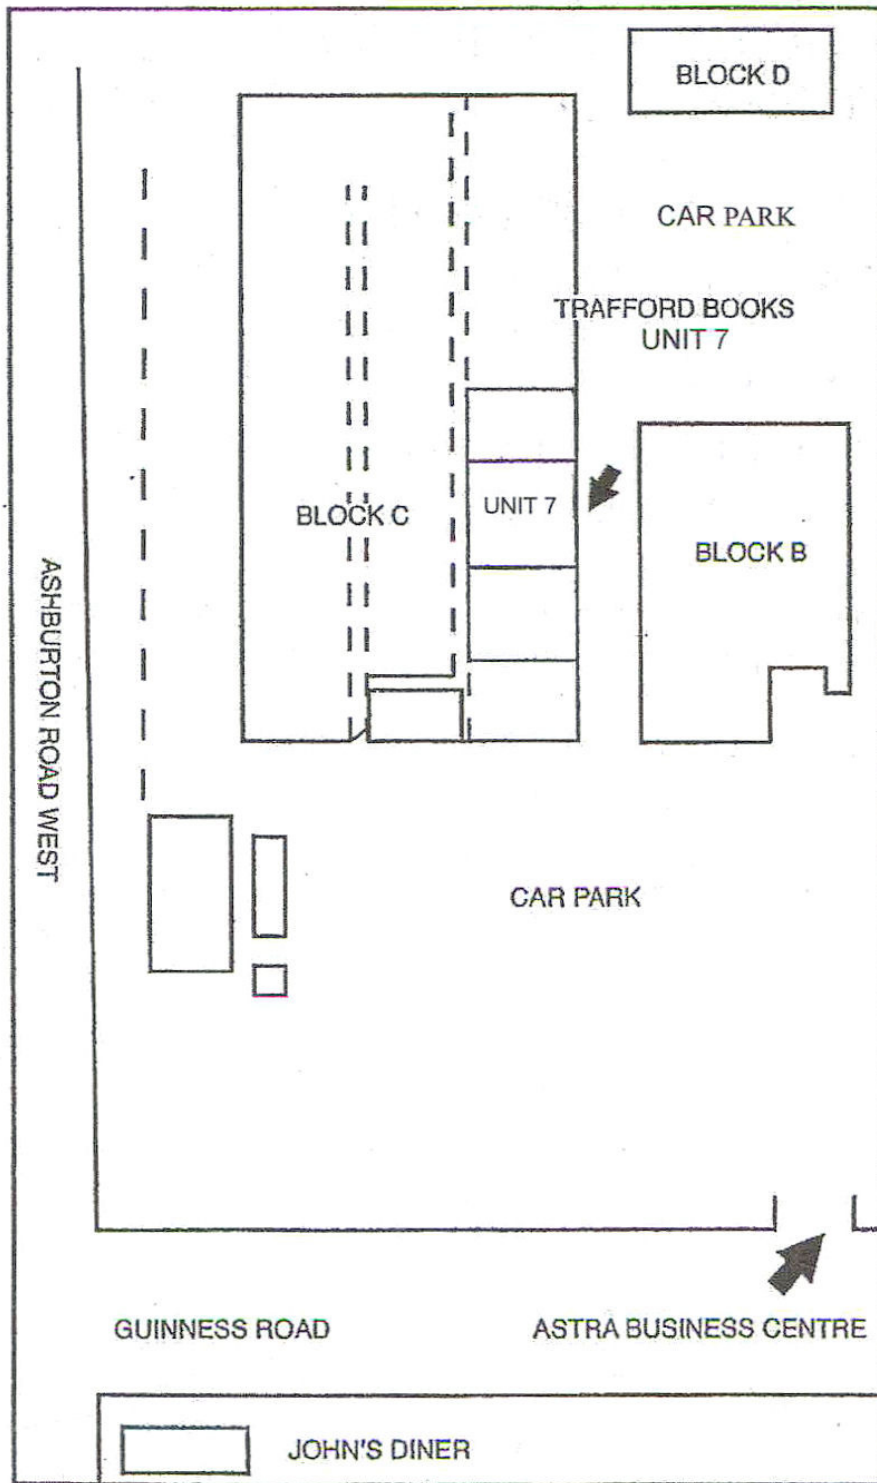 BLOCK D
CAR PARK
TRAFFORD BOOKS
UNIT 7
UNIT 7
BLOCK C
BLOCK B
ASHBURTON ROAD WEST
CAR PARK
GUINNESS ROAD
ASTRA BUSINESS CENTRE
JOHN'S DINER